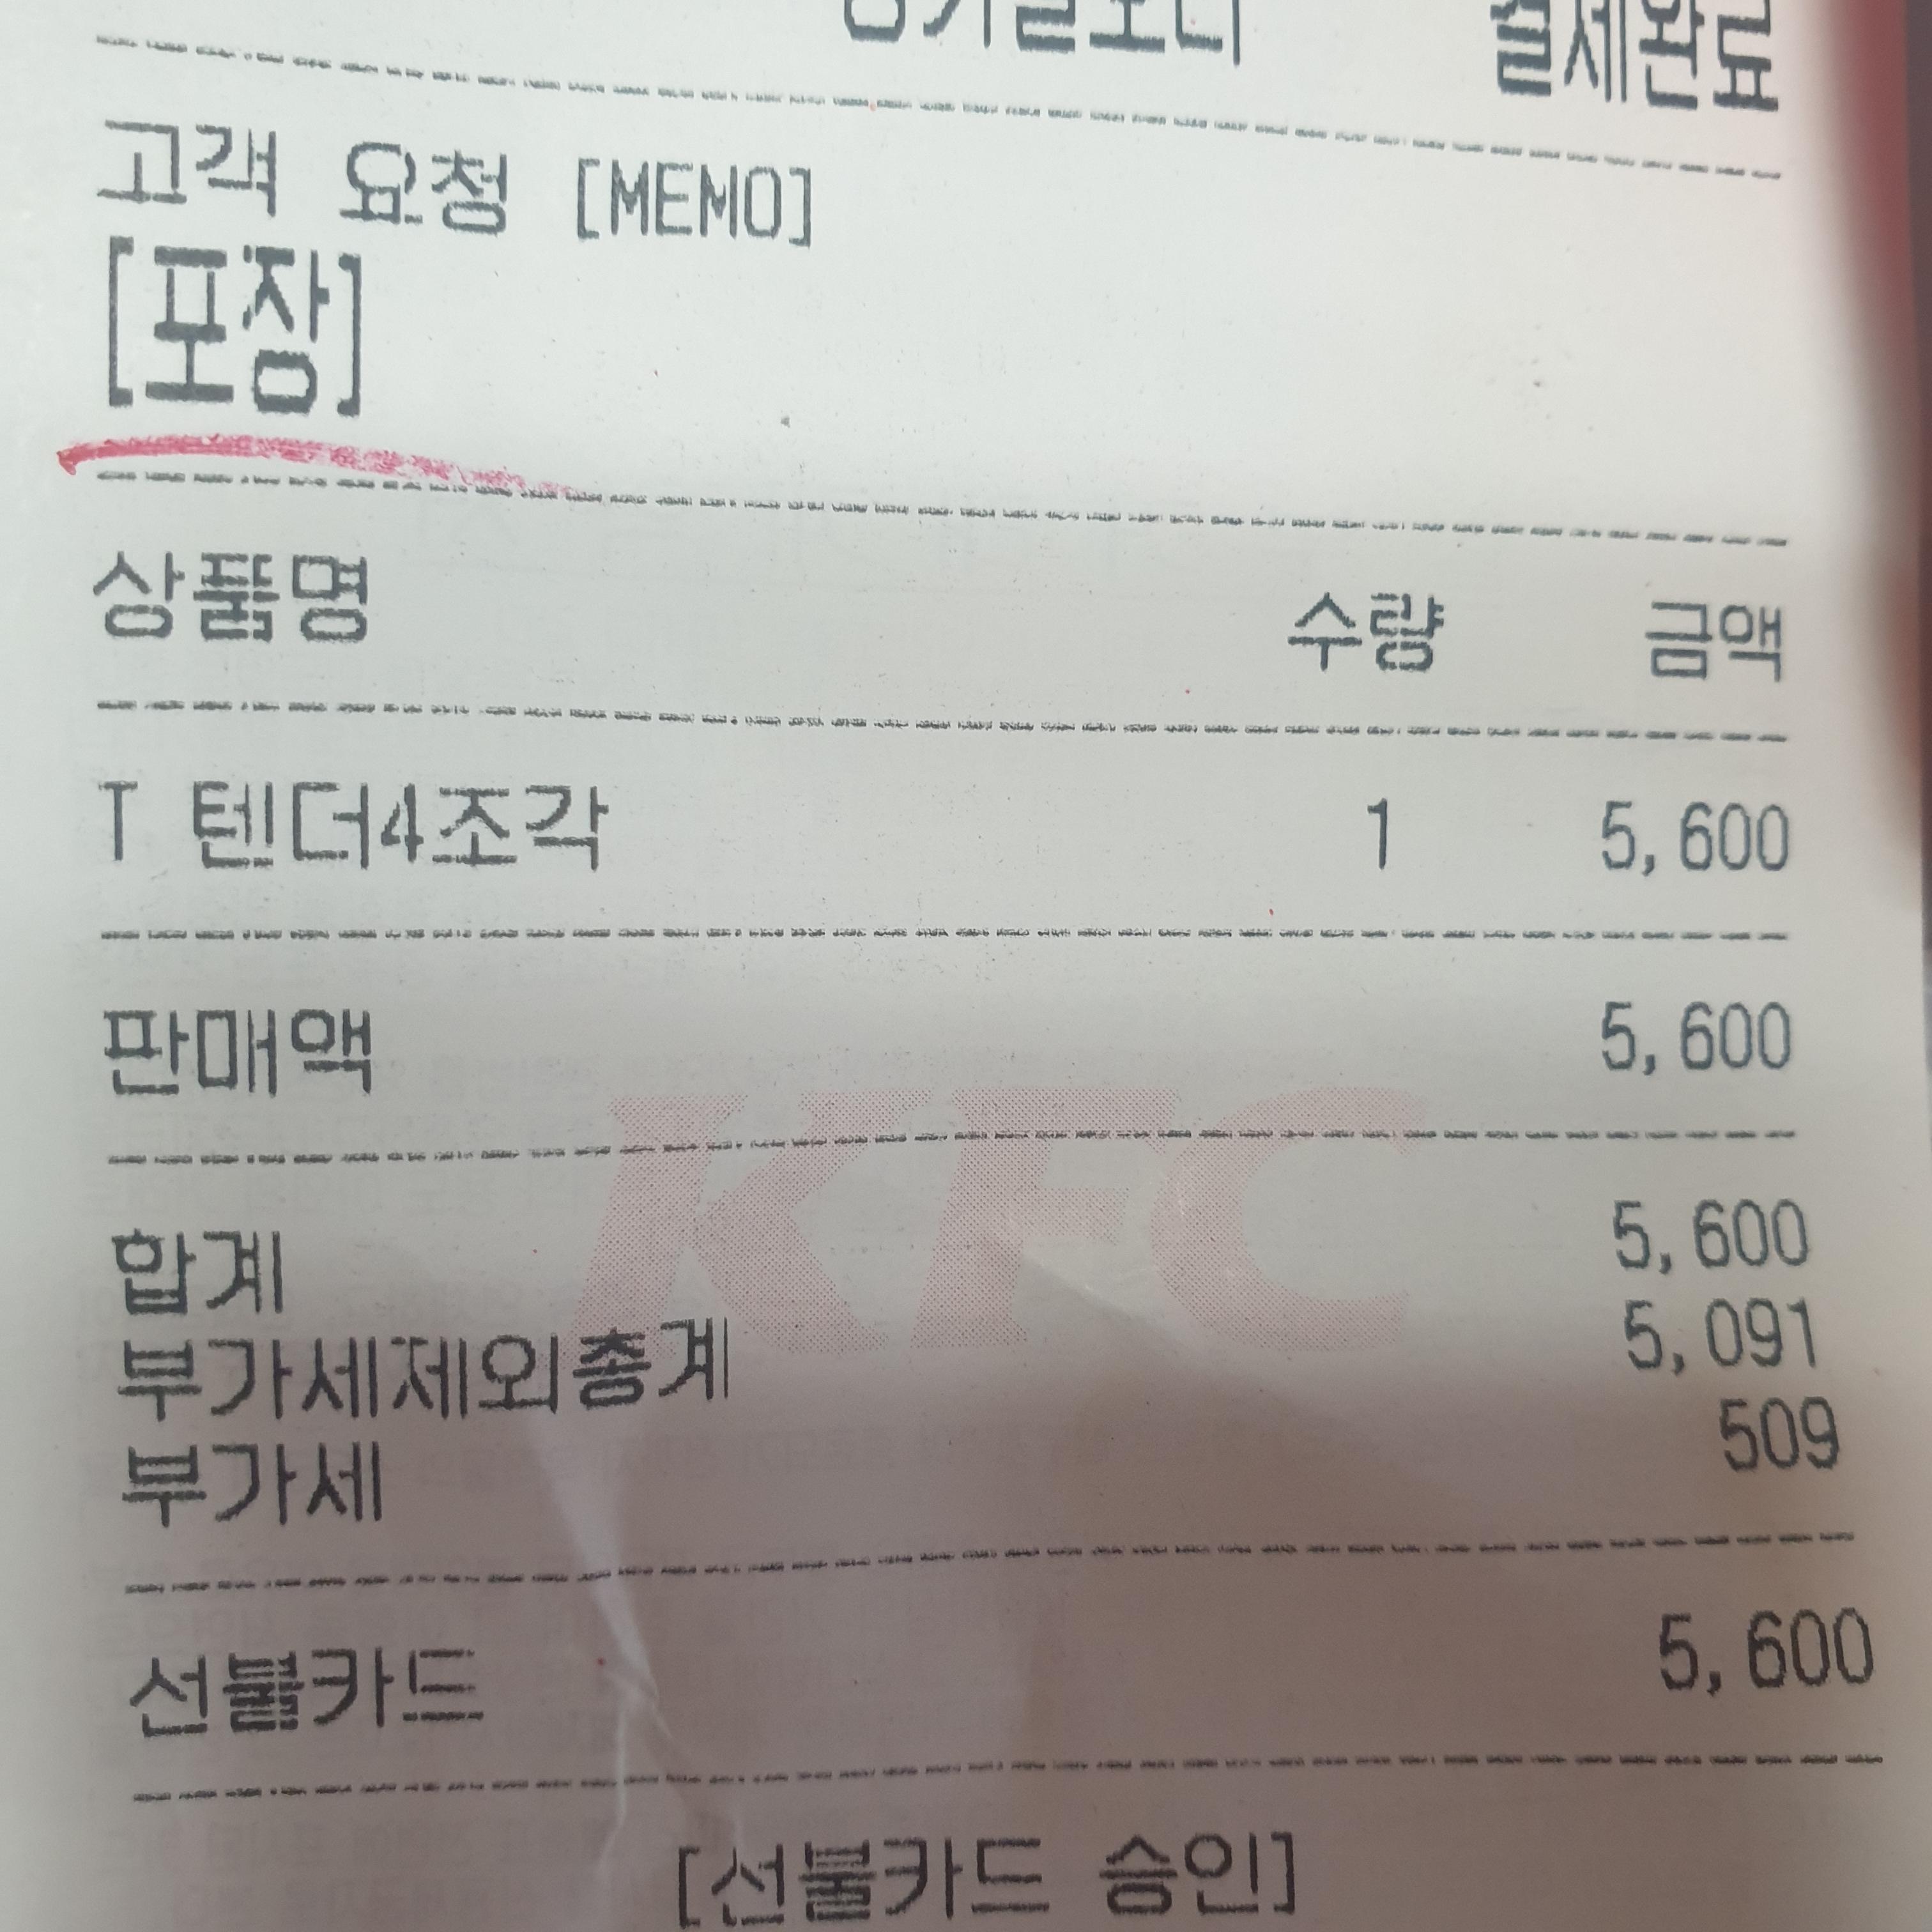 결제완료
고객 요청 [MEMO]
[포장]
상품명 수량 금액
T 텐더4조각 1 5,600
판매액 5,600
KFC
합계 5,600
부가세제외총계 5,091
부가세 509
선불카드 5,600
[선불카드 승인]